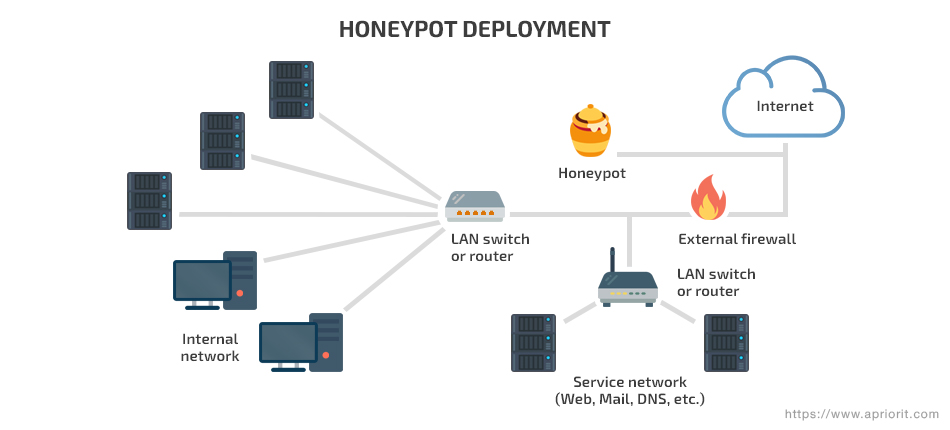 HONEYPOT DEPLOYMENT
Internet
Honeypot
External firewall
LAN switch
or router
LAN switch
or router
Internal
network
Service network
(Web, Mail, DNS, etc.)
https://www.apriorit.com